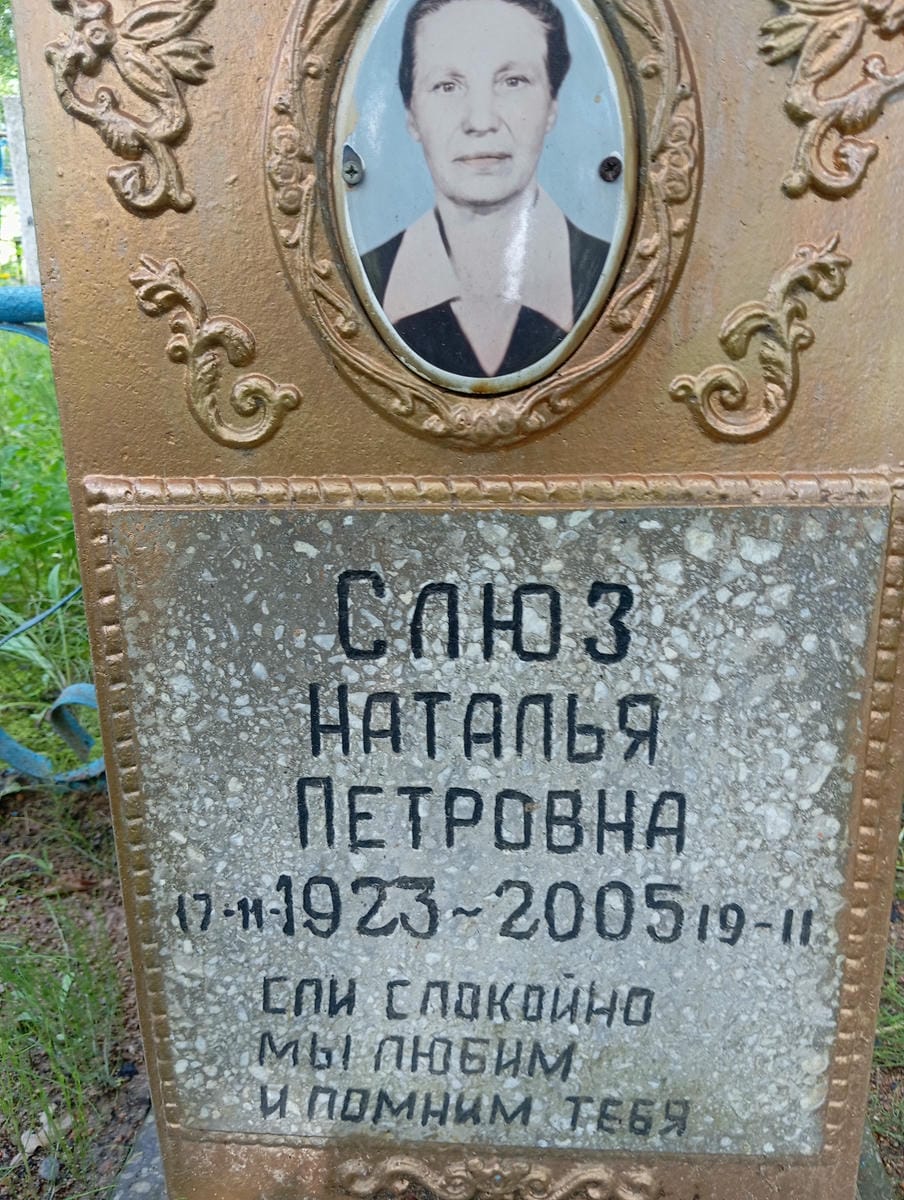 СЛЮЗ
НАТАЛЬЯ
ПЕТРОВНА
17-11-1923~2005 19-11
СПИ СПОКОЙНО
МЫ ЛЮБИМ
И ПОМНИМ ТЕБЯ